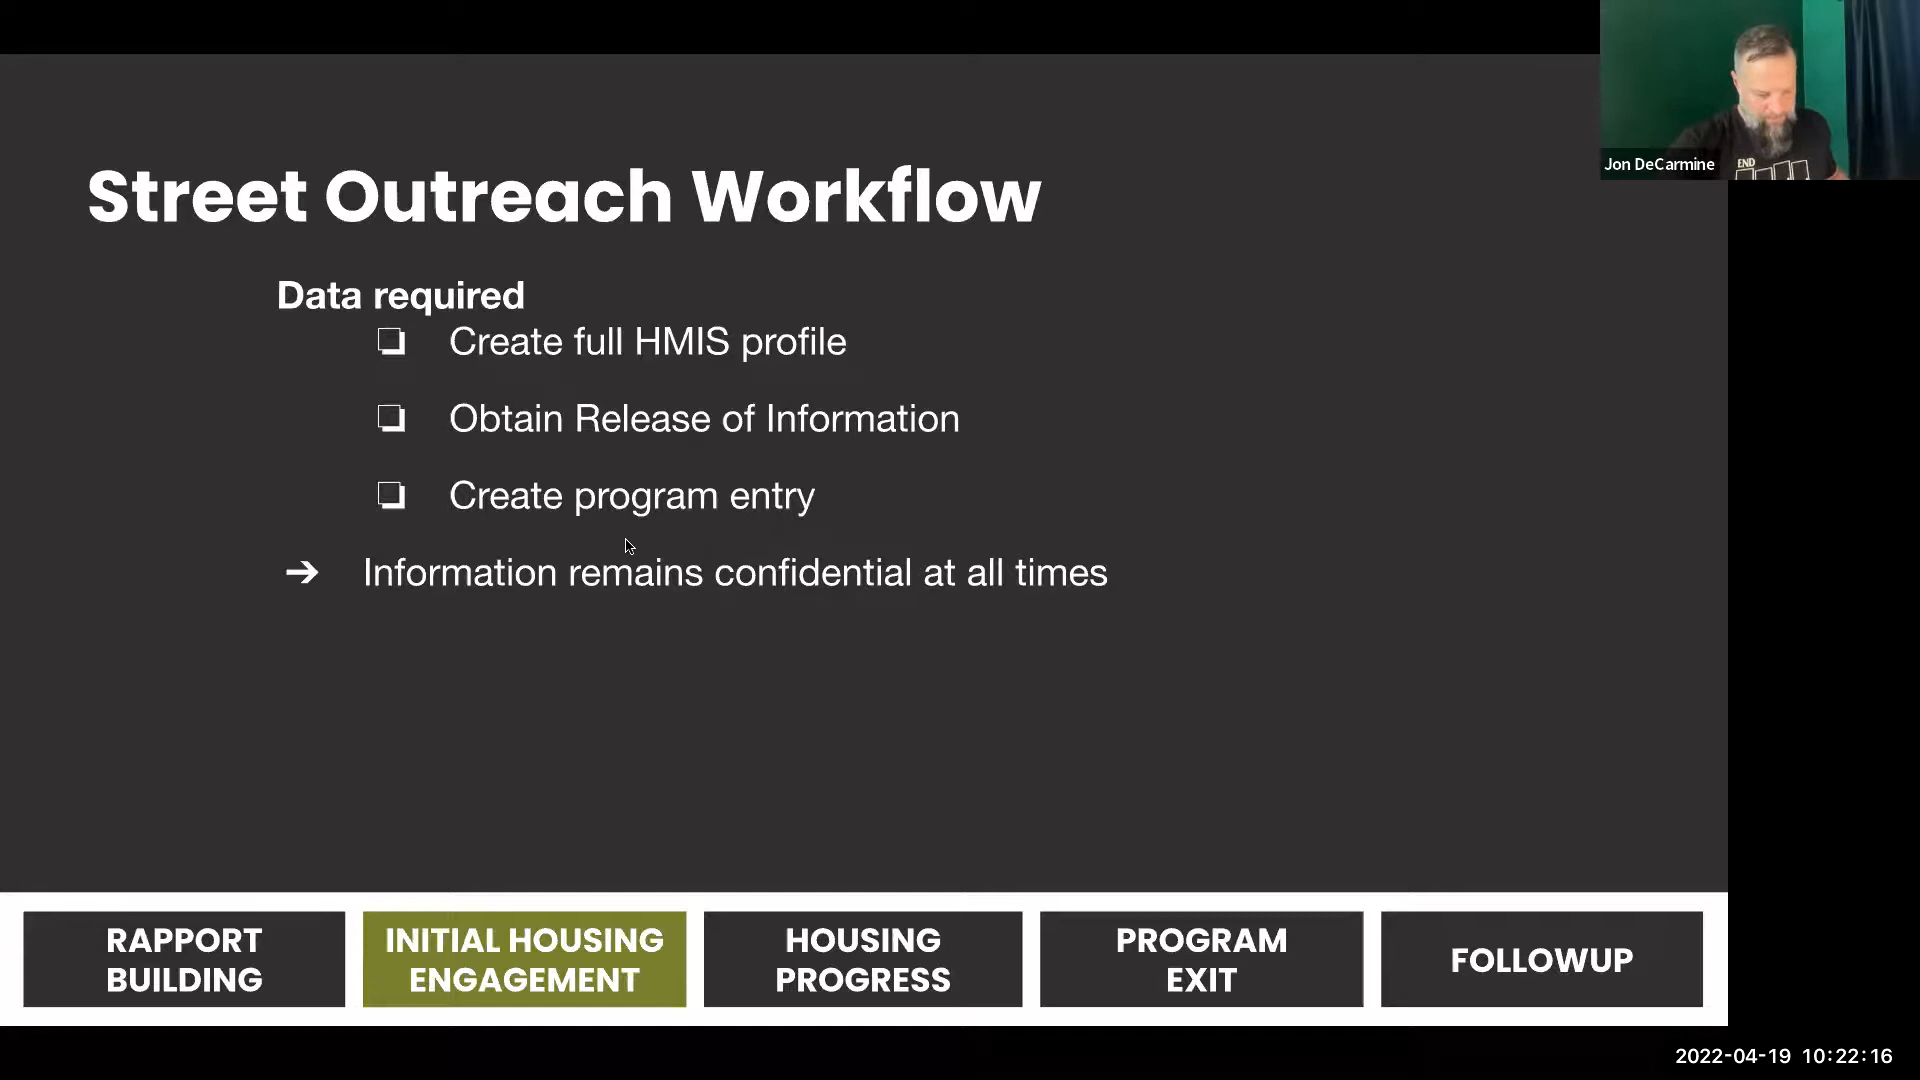 Street Outreach Workflow
Data required
Create full HMIS profile
Obtain Release of Information
Create program entry
Information remains confidential at all times
RAPPORT
BUILDING
INITIAL HOUSING
ENGAGEMENT
HOUSING
PROGRESS
PROGRAM
EXIT
FOLLOWUP
Jon DeCarmine
END
2022-04-19 10:22:16